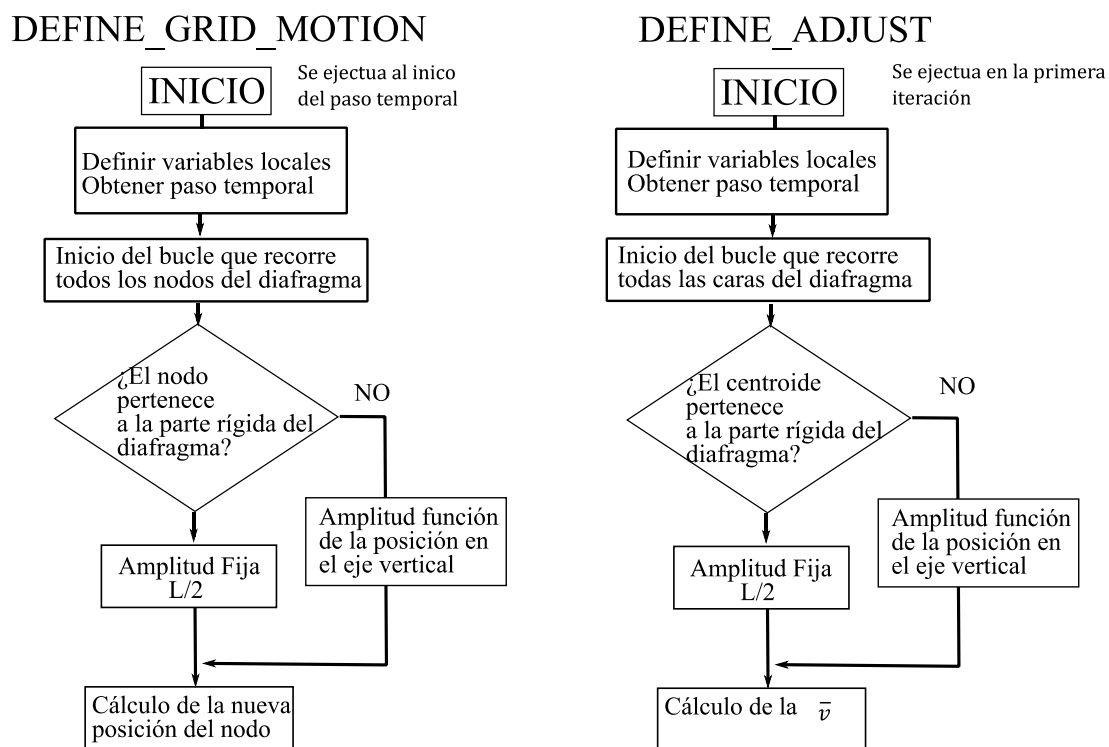 DEFINE_GRID_MOTION
INICIO
Se ejectua al inico
del paso temporal
Definir variables locales
Obtener paso temporal
Inicio del bucle que recorre
todos los nodos del diafragma
¿El nodo
pertenece
a la parte rígida del
diafragma?
NO
Amplitud función
de la posición en
el eje vertical
Amplitud Fija
L/2
Cálculo de la nueva
posición del nodo
DEFINE_ADJUST
INICIO
Se ejectua en la primera
iteración
Definir variables locales
Obtener paso temporal
Inicio del bucle que recorre
todas las caras del diafragma
¿El centroide
pertenece
a la parte rígida del
diafragma?
NO
Amplitud función
de la posición en
el eje vertical
Amplitud Fija
L/2
Cálculo de la v̅